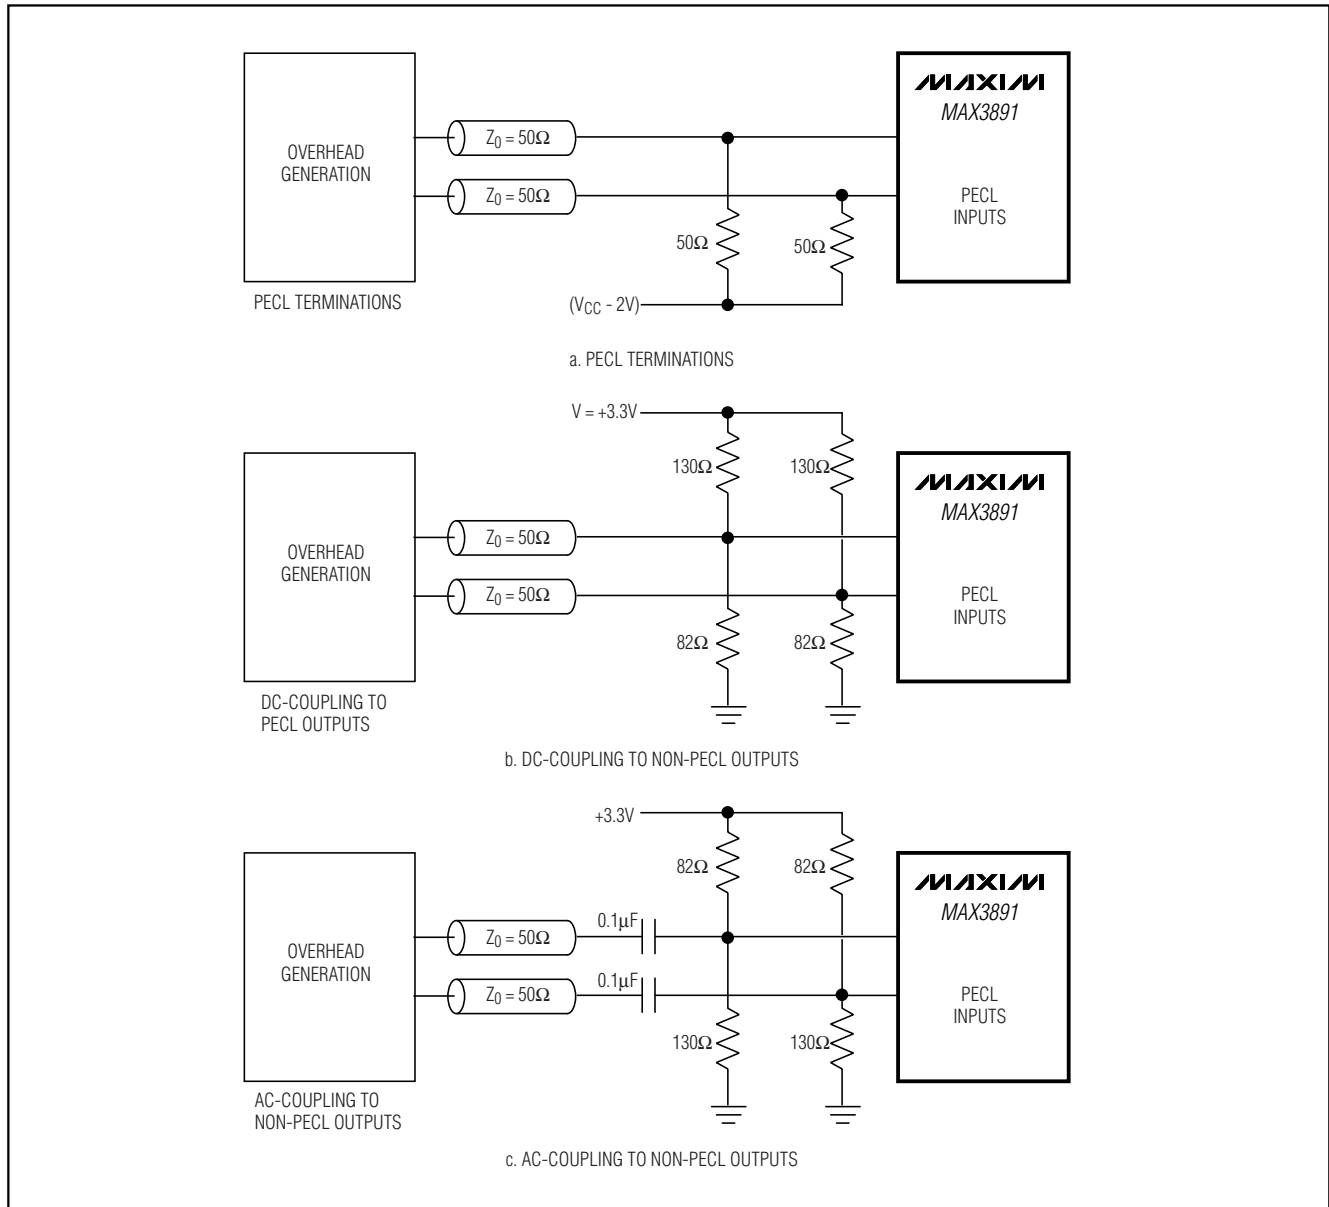 MAXIM
MAX3891
OVERHEAD
GENERATION
Z0 = 50Ω
Z0 = 50Ω
PECL
INPUTS
50Ω
50Ω
PECL TERMINATIONS
(VCC - 2V)
a. PECL TERMINATIONS
V = +3.3V
130Ω
130Ω
MAXIM
MAX3891
OVERHEAD
GENERATION
Z0 = 50Ω
Z0 = 50Ω
PECL
INPUTS
82Ω
82Ω
DC-COUPLING TO
PECL OUTPUTS
b. DC-COUPLING TO NON-PECL OUTPUTS
+3.3V
82Ω
82Ω
MAXIM
MAX3891
0.1μF
OVERHEAD
GENERATION
Z0 = 50Ω
0.1μF
Z0 = 50Ω
PECL
INPUTS
130Ω
130Ω
AC-COUPLING TO
NON-PECL OUTPUTS
c. AC-COUPLING TO NON-PECL OUTPUTS